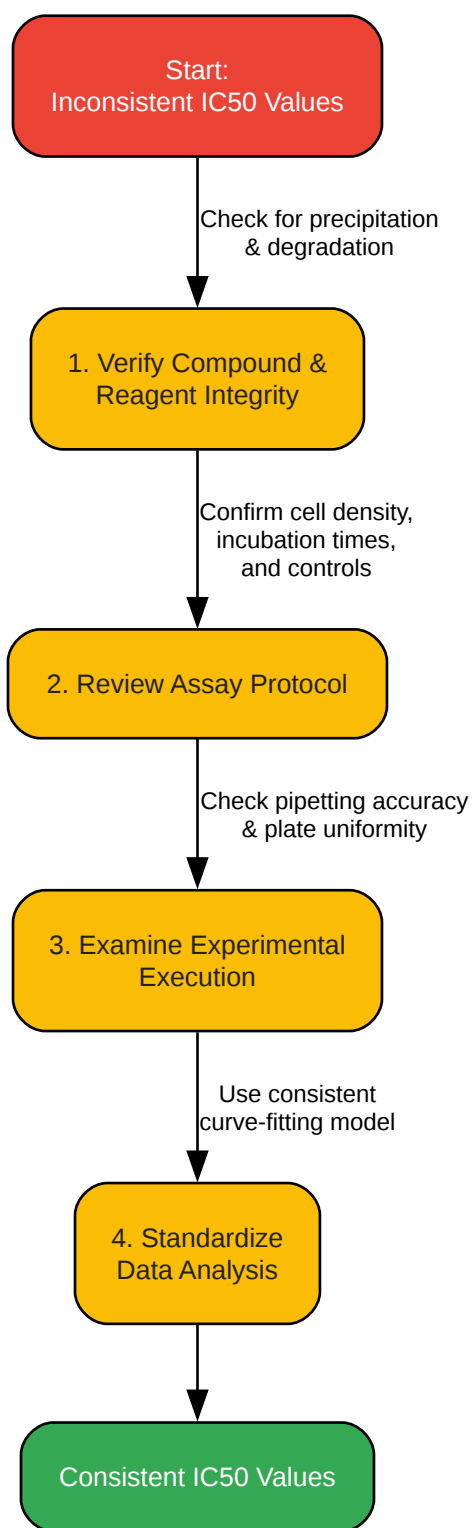 Start:
Inconsistent IC50 Values
Check for precipitation
& degradation
1. Verify Compound &
Reagent Integrity
Confirm cell density,
incubation times,
and controls
2. Review Assay Protocol
Check pipetting accuracy
& plate uniformity
3. Examine Experimental
Execution
Use consistent
curve-fitting model
4. Standardize
Data Analysis
Consistent IC50 Values